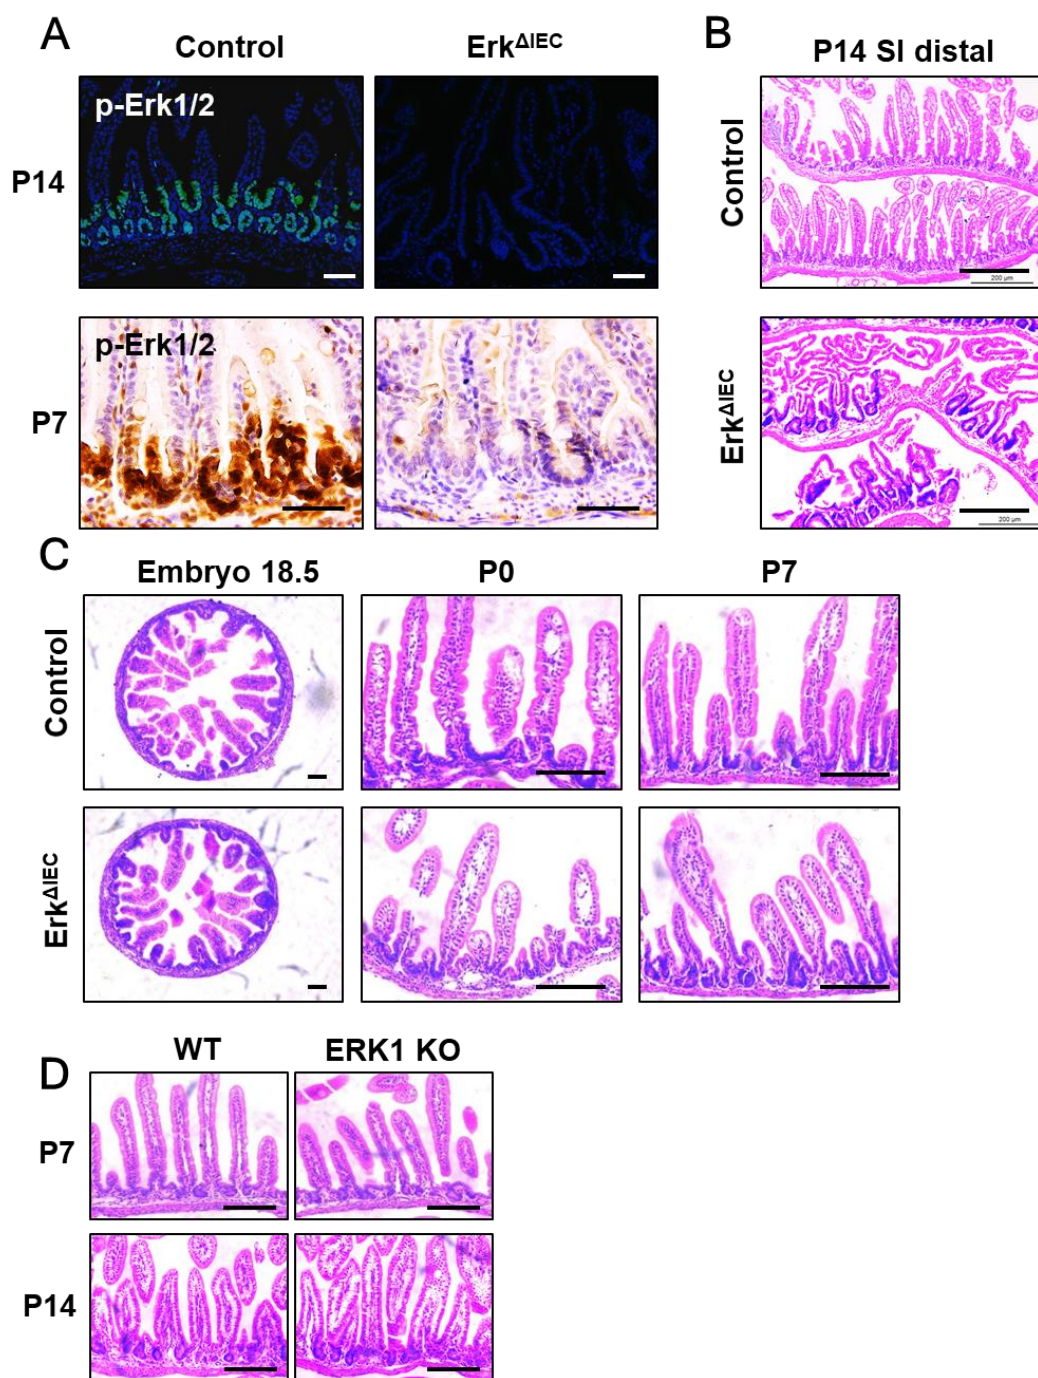 A
Control
Erk^ΔIEC
B
P14 SI distal
p-Erk1/2
P14
Control
200 µm
p-Erk1/2
P7
Erk^ΔIEC
200 µm
C
Embryo 18.5
P0
P7
Control
Erk^ΔIEC
D
WT
ERK1 KO
P7
P14